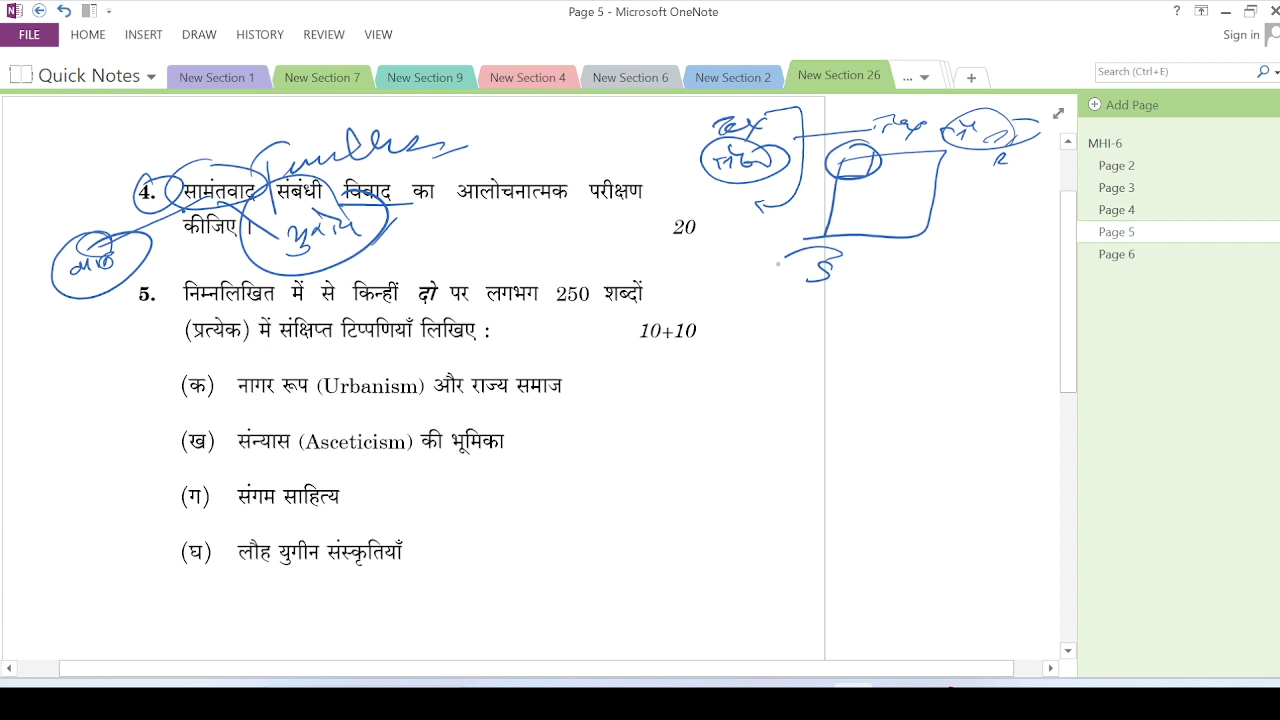 Page 5 - Microsoft OneNote
FILE HOME INSERT DRAW HISTORY REVIEW VIEW
Sign in
Quick Notes New Section 1 New Section 7 New Section 9 New Section 4 New Section 6 New Section 2 New Section 26 ... +
Search (Ctrl+E)
Add Page
MHI-6
Page 2
Page 3
Page 4
Page 5
Page 6
4. सामंतवाद संबंधी विवाद का आलोचनात्मक परीक्षण
कीजिए। 20
5. निम्नलिखित में से किन्हीं दो पर लगभग 250 शब्दों
(प्रत्येक) में संक्षिप्त टिप्पणियाँ लिखिए : 10+10
(क) नागर रूप (Urbanism) और राज्य समाज
(ख) संन्यास (Asceticism) की भूमिका
(ग) संगम साहित्य
(घ) लौह युगीन संस्कृतियाँ